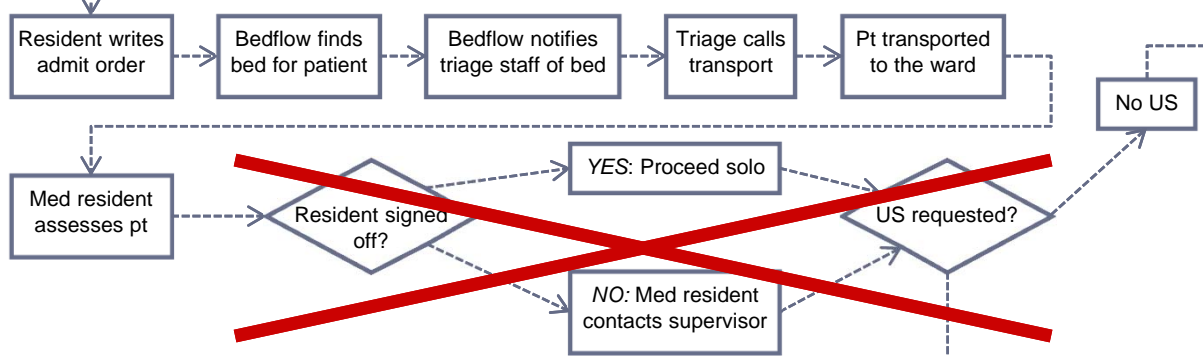 Resident writes
admit order
Bedflow finds
bed for patient
Bedflow notifies
triage staff of bed
Triage calls
transport
Pt transported
to the ward
No US
Med resident
assesses pt
Resident signed
off?
YES: Proceed solo
NO: Med resident
contacts supervisor
US requested?